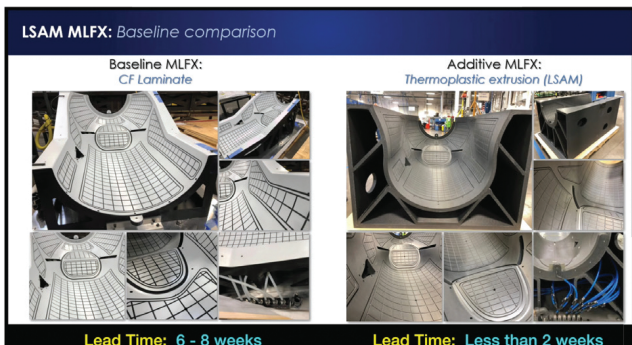 LSAM MLFX: Baseline comparison
Baseline MLFX:
CF Laminate
Additive MLFX:
Thermoplastic extrusion (LSAM)
Lead Time: 6 - 8 weeks
Lead Time: Less than 2 weeks